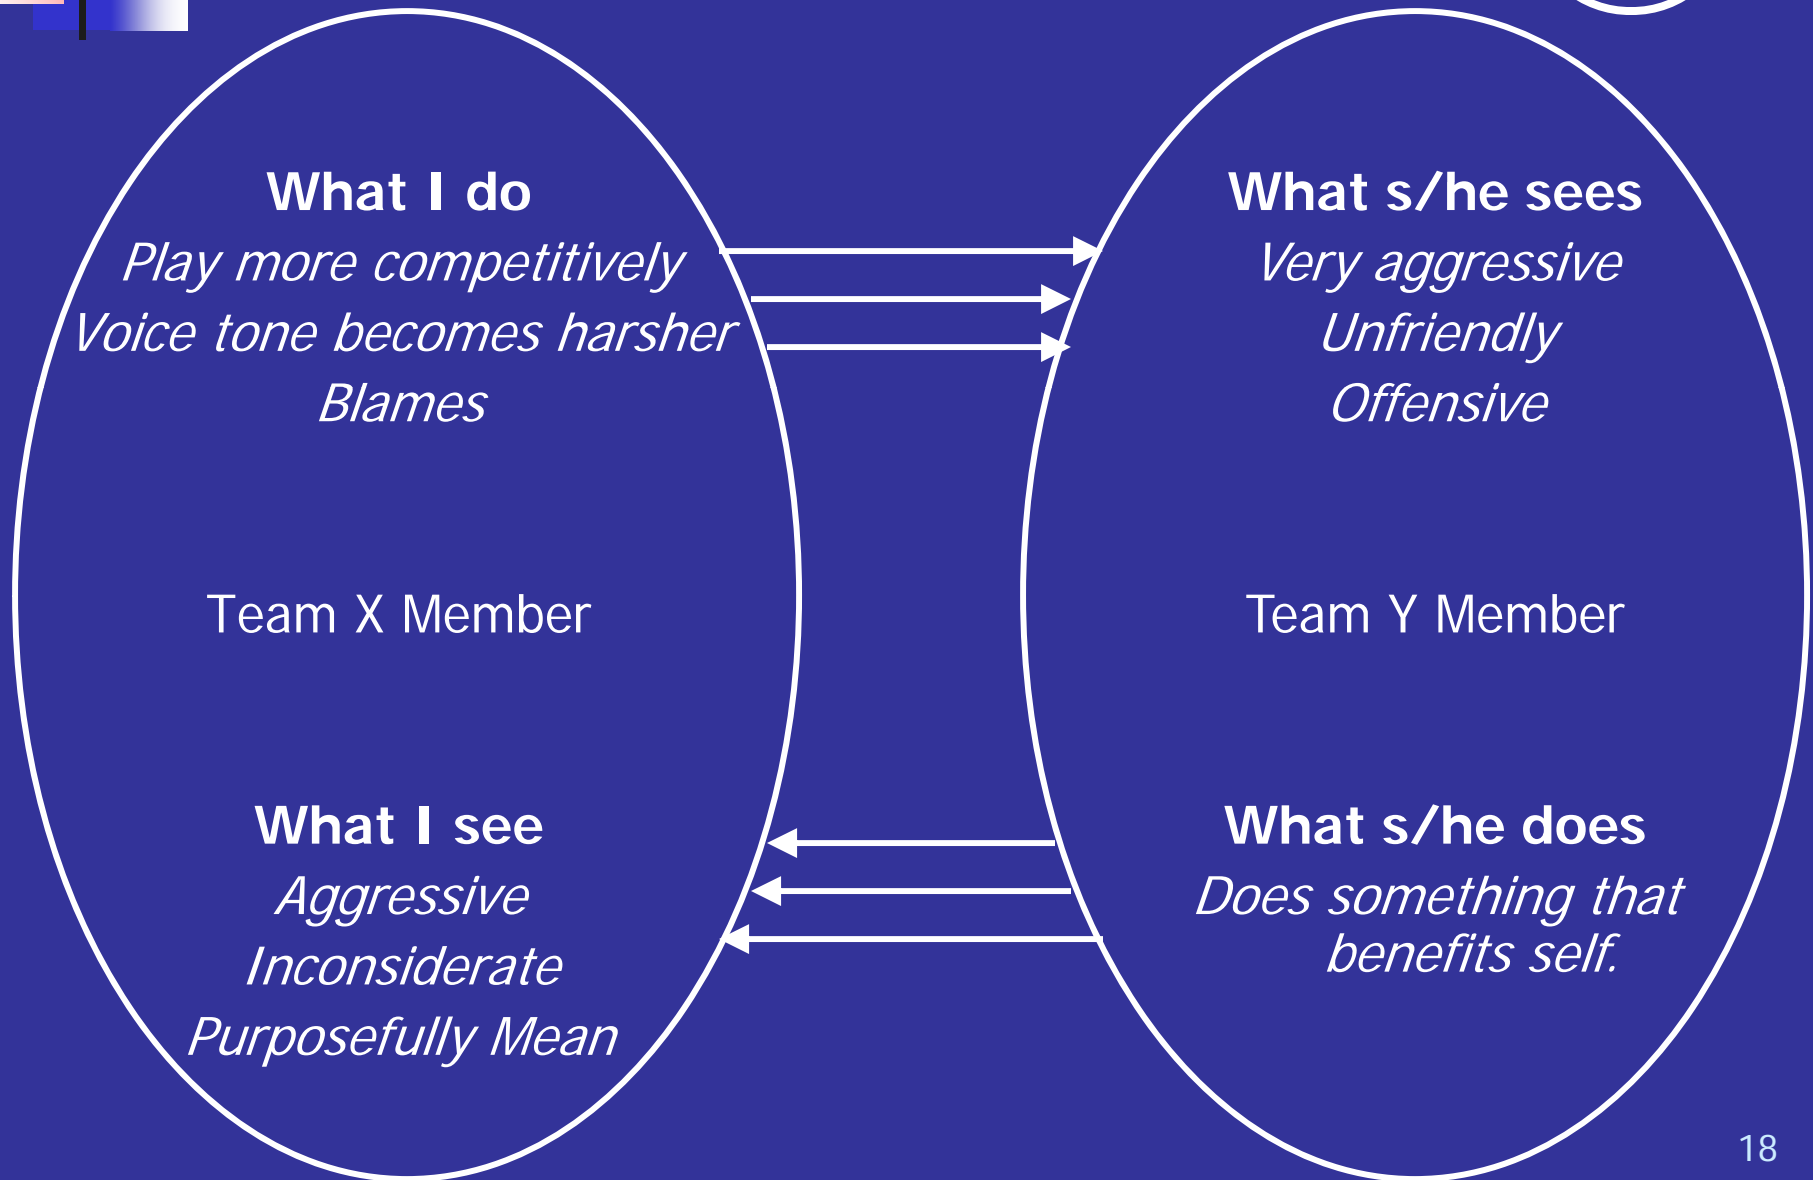 What I do
Play more competitively
Voice tone becomes harsher
Blames
Team X Member
What I see
Aggressive
Inconsiderate
Purposefully Mean
What s/he sees
Very aggressive
Unfriendly
Offensive
Team Y Member
What s/he does
Does something that
benefits self.
18